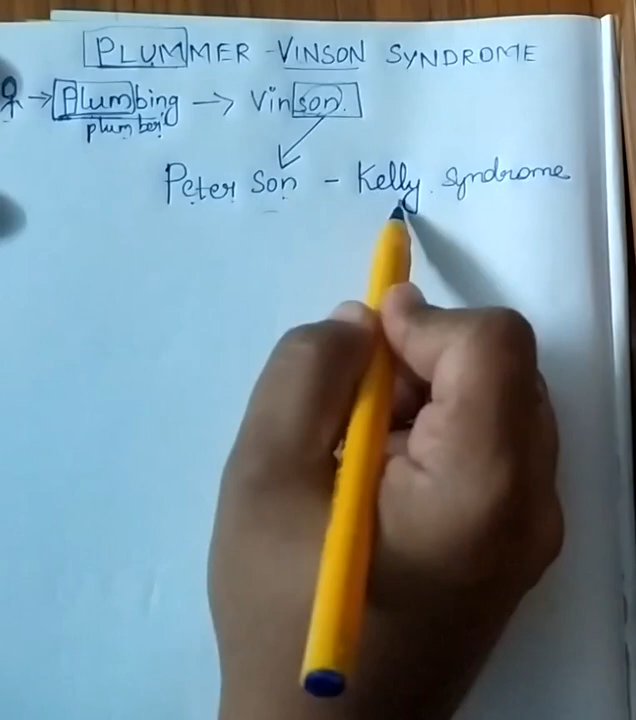 PLUMMER - VINSON SYNDROME
→ Plumbing → Vinson.
plumber
Peter Son - Kelly. Syndrome